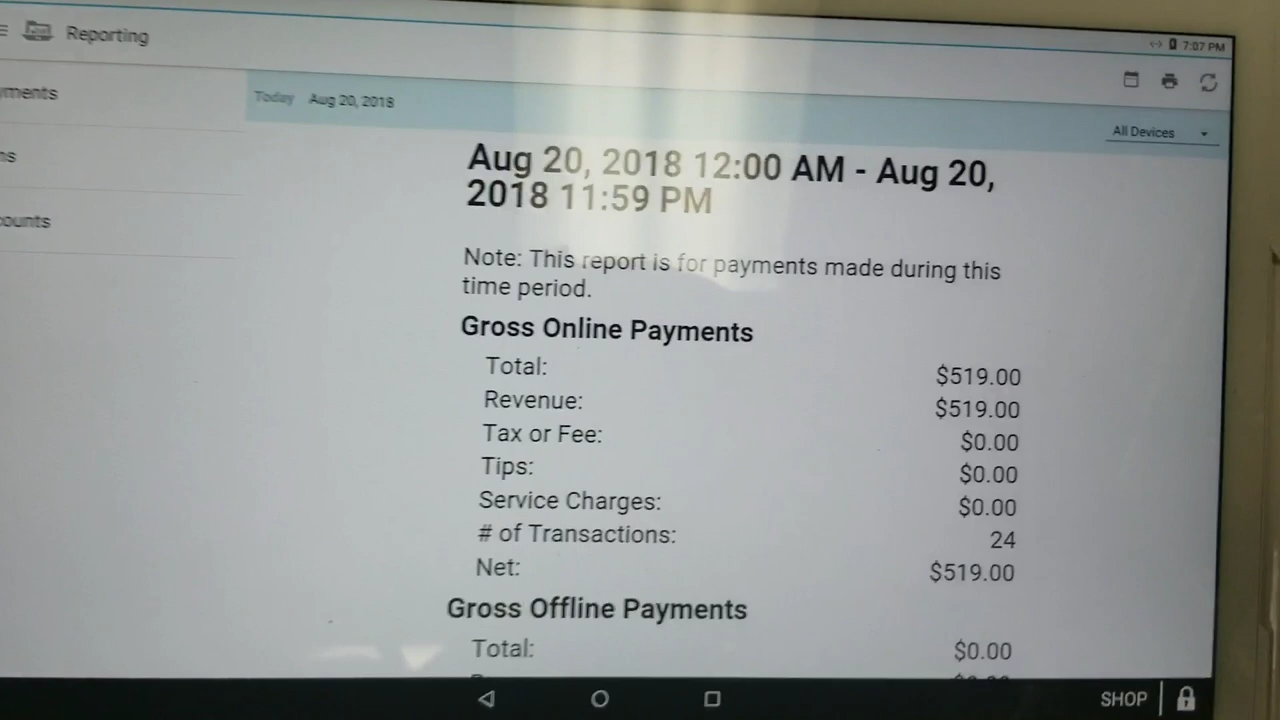 Reporting
7:07 PM
yments
ns
counts
Today Aug 20, 2018
All Devices
Aug 20, 2018 12:00 AM - Aug 20,
2018 11:59 PM
Note: This report is for payments made during this
time period.
Gross Online Payments
Total: $519.00
Revenue: $519.00
Tax or Fee: $0.00
Tips: $0.00
Service Charges: $0.00
# of Transactions: 24
Net: $519.00
Gross Offline Payments
Total: $0.00
SHOP